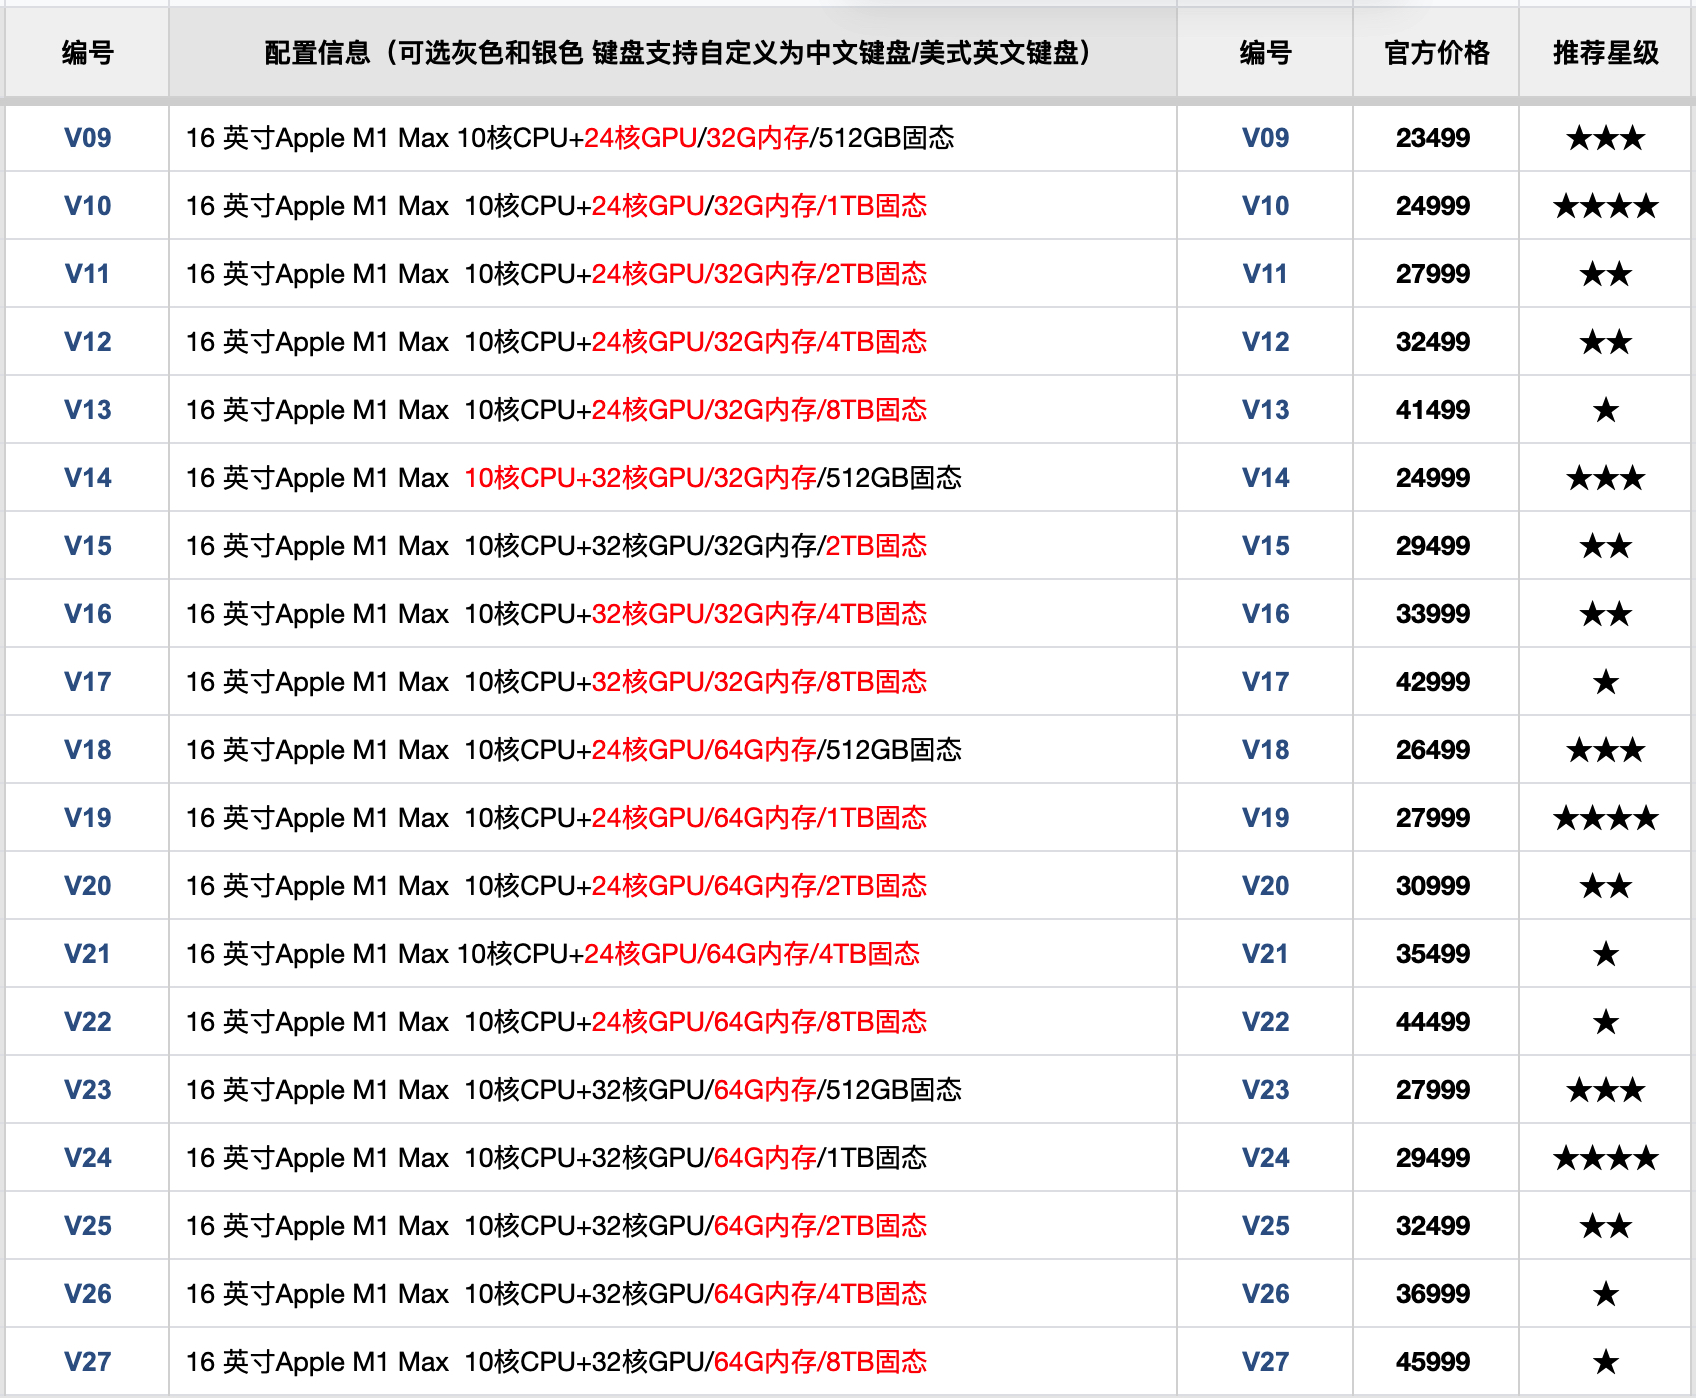 编号 配置信息（可选灰色和银色 键盘支持自定义为中文键盘/美式英文键盘） 编号 官方价格 推荐星级
V09 16 英寸Apple M1 Max 10核CPU+24核GPU/32G内存/512GB固态 V09 23499 ★★★
V10 16 英寸Apple M1 Max 10核CPU+24核GPU/32G内存/1TB固态 V10 24999 ★★★★
V11 16 英寸Apple M1 Max 10核CPU+24核GPU/32G内存/2TB固态 V11 27999 ★★
V12 16 英寸Apple M1 Max 10核CPU+24核GPU/32G内存/4TB固态 V12 32499 ★★
V13 16 英寸Apple M1 Max 10核CPU+24核GPU/32G内存/8TB固态 V13 41499 ★
V14 16 英寸Apple M1 Max 10核CPU+32核GPU/32G内存/512GB固态 V14 24999 ★★★
V15 16 英寸Apple M1 Max 10核CPU+32核GPU/32G内存/2TB固态 V15 29499 ★★
V16 16 英寸Apple M1 Max 10核CPU+32核GPU/32G内存/4TB固态 V16 33999 ★★
V17 16 英寸Apple M1 Max 10核CPU+32核GPU/32G内存/8TB固态 V17 42999 ★
V18 16 英寸Apple M1 Max 10核CPU+24核GPU/64G内存/512GB固态 V18 26499 ★★★
V19 16 英寸Apple M1 Max 10核CPU+24核GPU/64G内存/1TB固态 V19 27999 ★★★★
V20 16 英寸Apple M1 Max 10核CPU+24核GPU/64G内存/2TB固态 V20 30999 ★★
V21 16 英寸Apple M1 Max 10核CPU+24核GPU/64G内存/4TB固态 V21 35499 ★
V22 16 英寸Apple M1 Max 10核CPU+24核GPU/64G内存/8TB固态 V22 44499 ★
V23 16 英寸Apple M1 Max 10核CPU+32核GPU/64G内存/512GB固态 V23 27999 ★★★
V24 16 英寸Apple M1 Max 10核CPU+32核GPU/64G内存/1TB固态 V24 29499 ★★★★
V25 16 英寸Apple M1 Max 10核CPU+32核GPU/64G内存/2TB固态 V25 32499 ★★
V26 16 英寸Apple M1 Max 10核CPU+32核GPU/64G内存/4TB固态 V26 36999 ★
V27 16 英寸Apple M1 Max 10核CPU+32核GPU/64G内存/8TB固态 V27 45999 ★